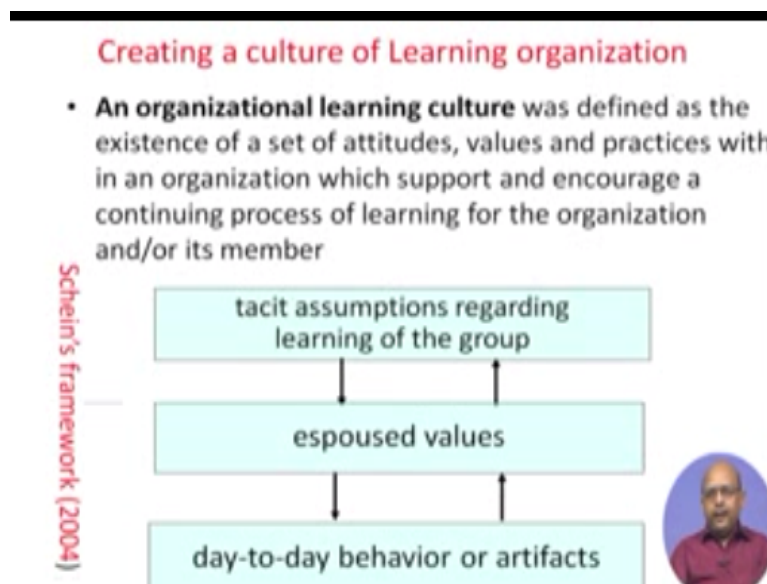 Creating a culture of Learning organization
• An organizational learning culture was defined as the
existence of a set of attitudes, values and practices with
in an organization which support and encourage a
continuing process of learning for the organization
and/or its member
Schein's framework (2004)
tacit assumptions regarding
learning of the group
espoused values
day-to-day behavior or artifacts